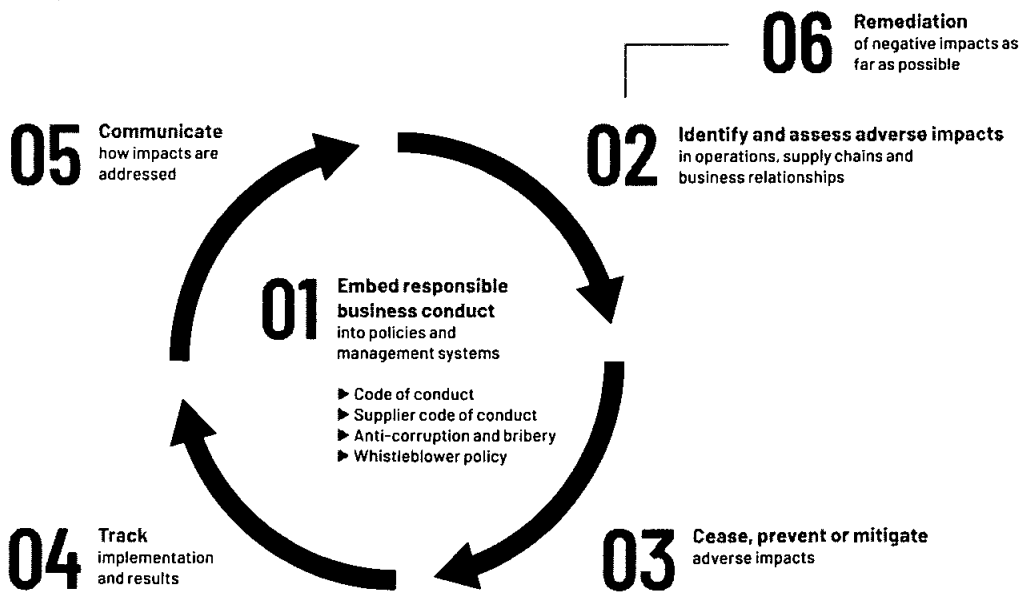 06
Remediation
of negative impacts as
far as possible
05
Communicate
how impacts are
addressed
02
Identify and assess adverse impacts
in operations, supply chains and
business relationships
01
Embed responsible
business conduct
into policies and
management systems
▶ Code of conduct
▶ Supplier code of conduct
▶ Anti-corruption and bribery
▶ Whistleblower policy
04
Track
implementation
and results
03
Cease, prevent or mitigate
adverse impacts